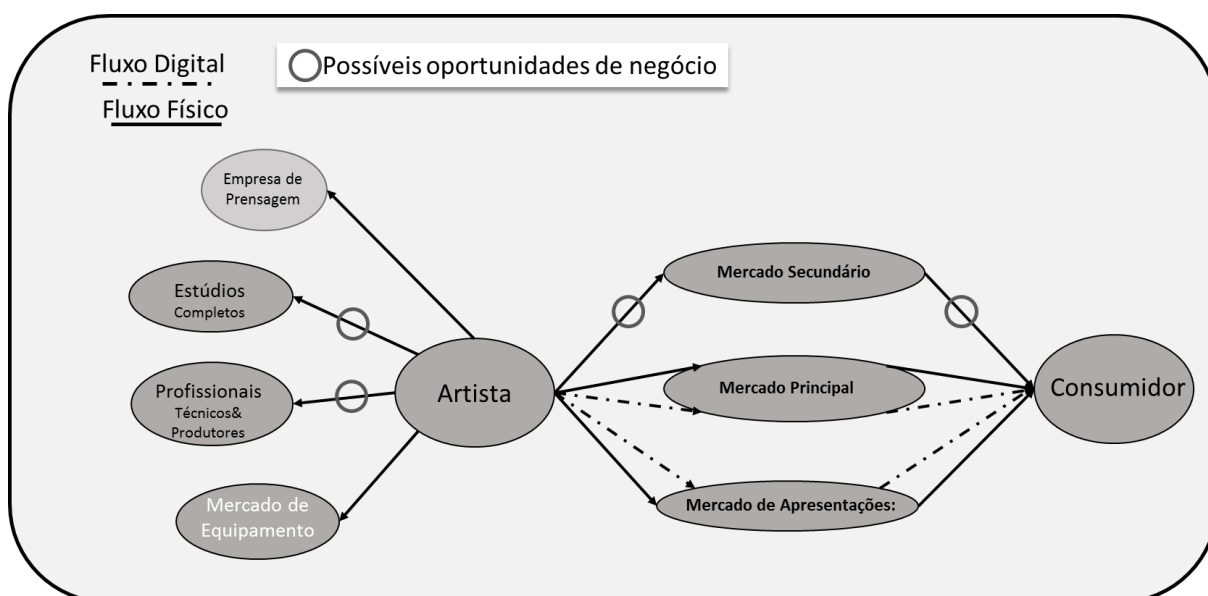 Fluxo Digital
Possíveis oportunidades de negócio
Fluxo Físico
Empresa de
Prensagem
Estúdios
Completos
Profissionais
Técnicos&
Produtores
Mercado de
Equipamento
Artista
Mercado Secundário
Mercado Principal
Mercado de Apresentações:
Consumidor